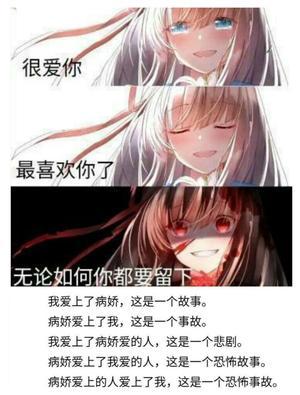 很爱你
最喜欢你了
无论如何你都要留下
我爱上了病娇，这是一个故事。
病娇爱上了我，这是一个事故。
我爱上了病娇爱的人，这是一个悲剧。
病娇爱上了我爱的人，这是一个恐怖故事。
病娇爱上的人爱上了我，这是一个恐怖故事。